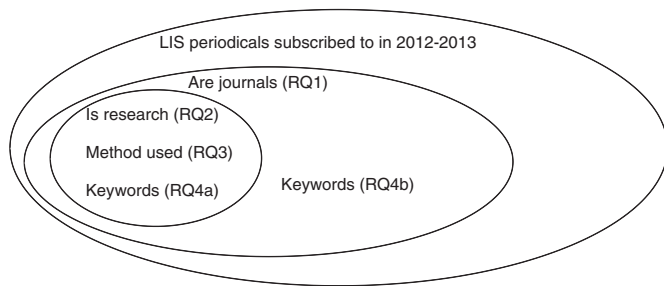 LIS periodicals subscribed to in 2012-2013
Are journals (RQ1)
Is research (RQ2)
Method used (RQ3)
Keywords (RQ4a)
Keywords (RQ4b)